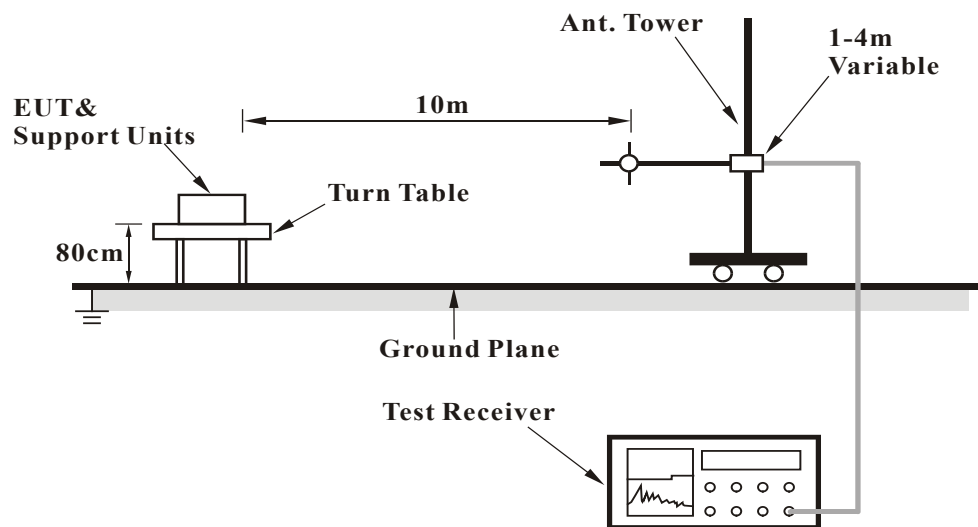 Ant. Tower
1-4m
Variable
10m
EUT&
Support Units
Turn Table
80cm
Ground Plane
Test Receiver